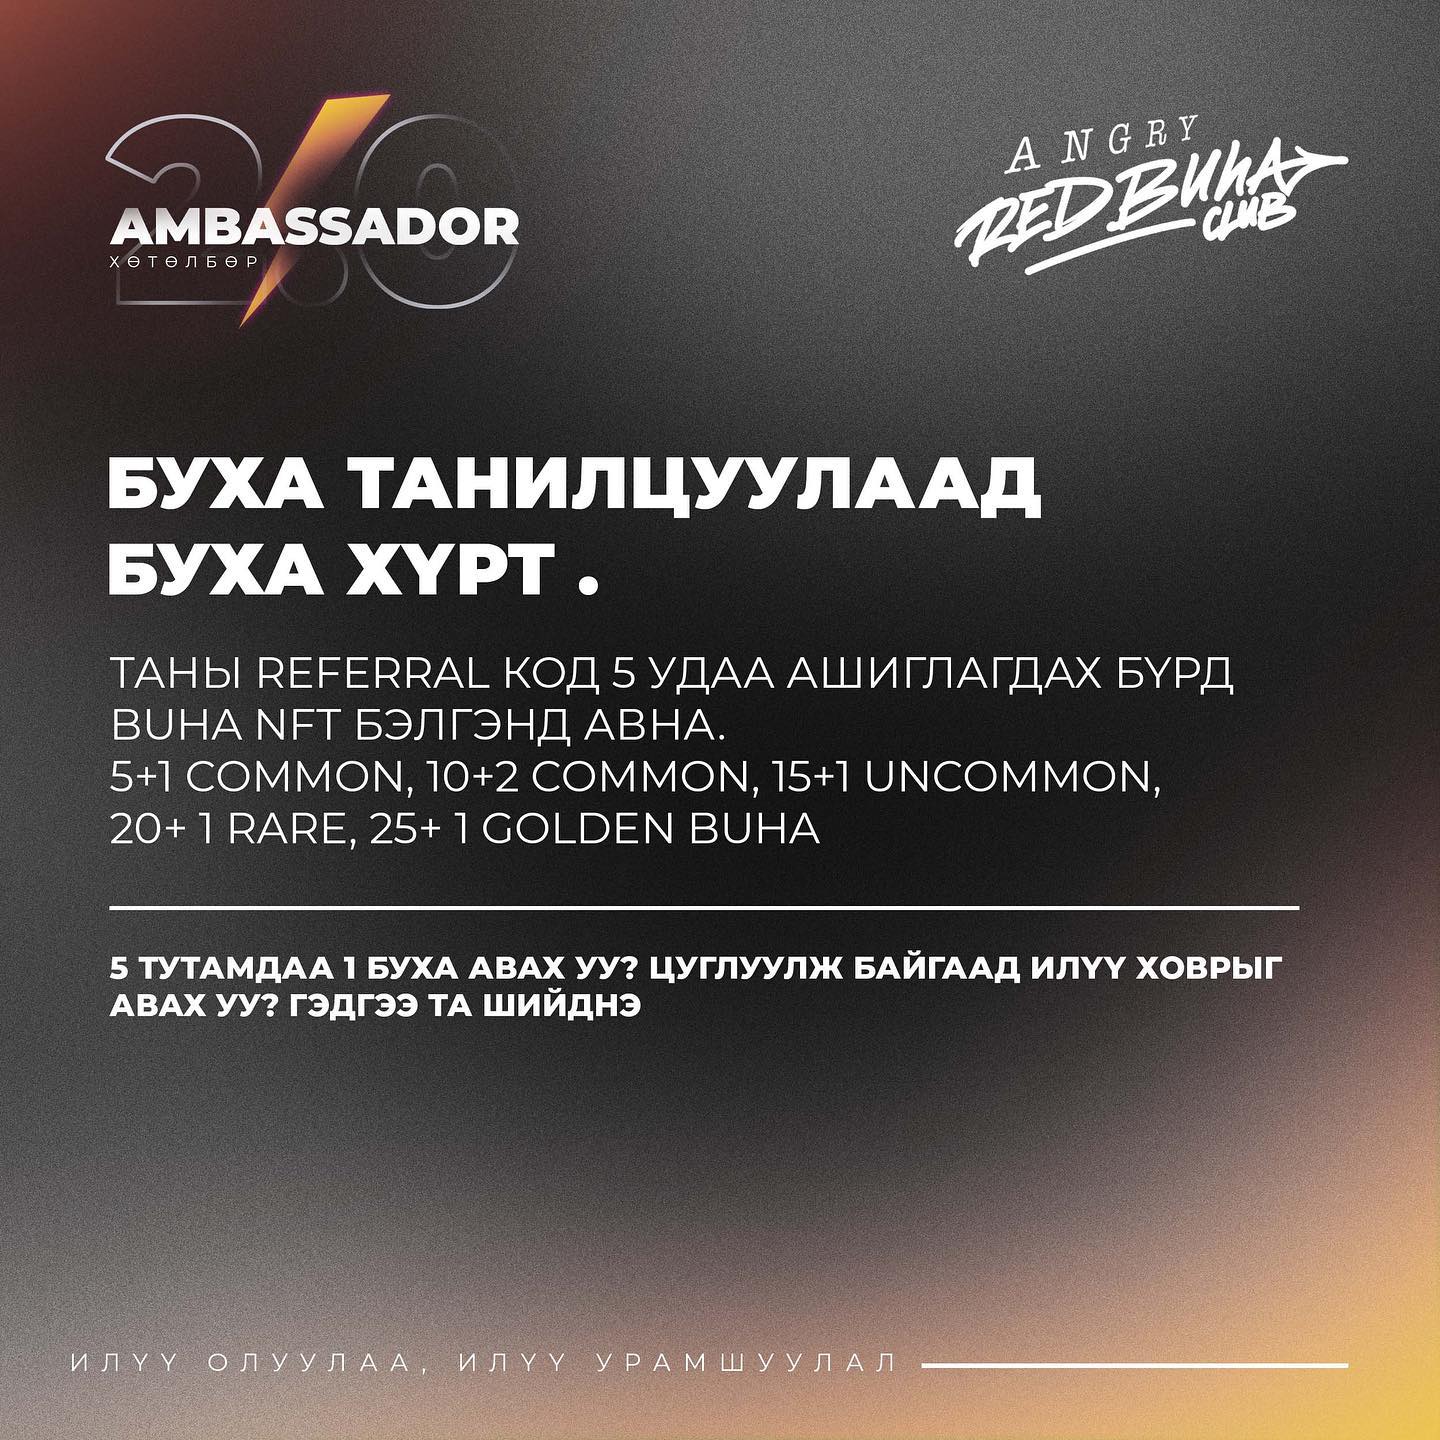 2.0
AMBASSADOR
ХӨТӨЛБӨР
ANGRY
RED BUHA
CLUB
БУХА ТАНИЛЦУУЛААД
БУХА ХҮРТ .
ТАНЫ REFERRAL КОД 5 УДАА АШИГЛАГДАХ БҮРД
BUHA NFT БЭЛГЭНД АВНА.
5+1 COMMON, 10+2 COMMON, 15+1 UNCOMMON,
20+ 1 RARE, 25+ 1 GOLDEN BUHA
5 ТУТАМДАА 1 БУХА АВАХ УУ? ЦУГЛУУЛЖ БАЙГААД ИЛҮҮ ХОВРЫГ
АВАХ УУ? ГЭДГЭЭ ТА ШИЙДНЭ
ИЛҮҮ ОЛУУЛАА, ИЛҮҮ УРАМШУУЛАЛ